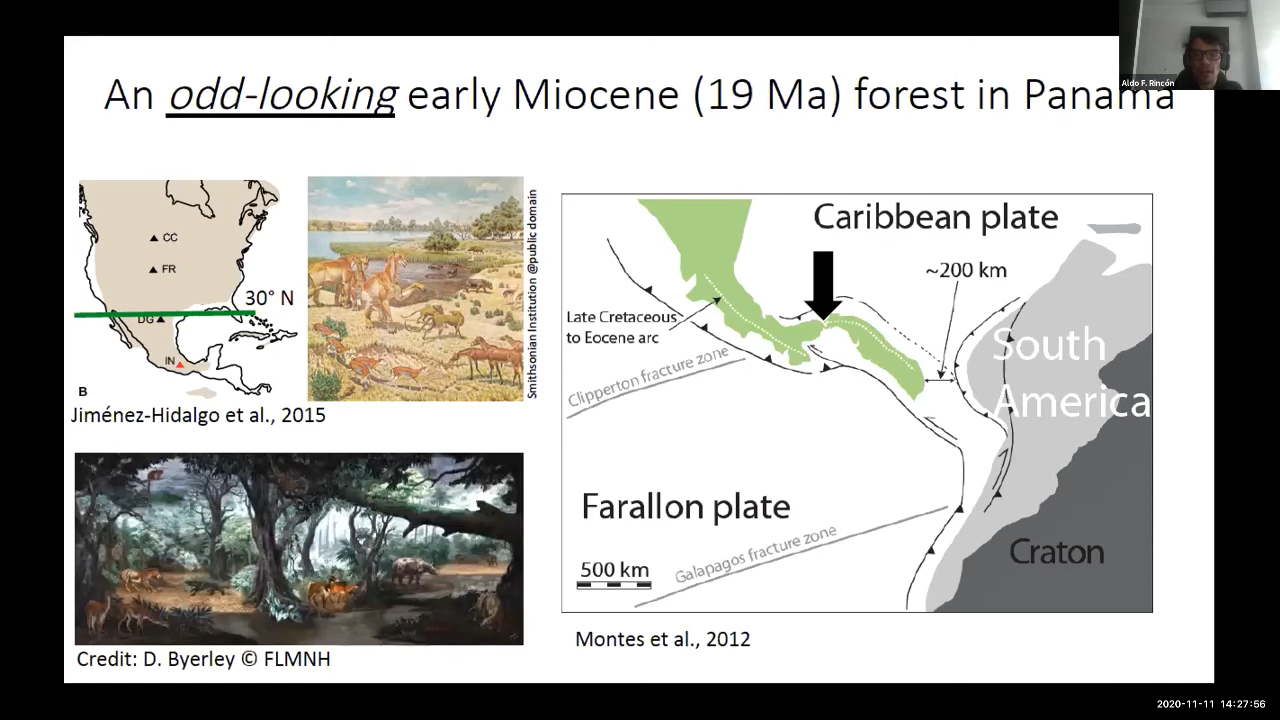 Aldo F. Rincón
An odd-looking early Miocene (19 Ma) forest in Panama
CC
FR
30° N
DG
IN
B
Jiménez-Hidalgo et al., 2015
Smithsonian Institution @public domain
Credit: D. Byerley © FLMNH
Caribbean plate
~200 km
Late Cretaceous
to Eocene arc
Clipperton fracture zone
South
America
Farallon plate
Galapagos fracture zone
500 km
Craton
Montes et al., 2012
2020-11-11 14:27:56